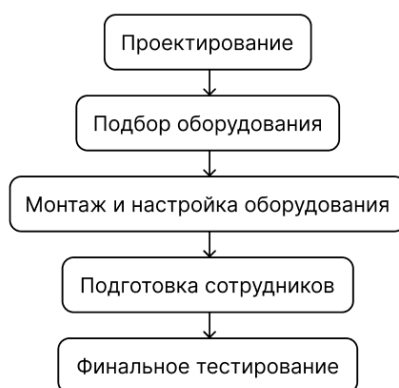 Проектирование
Подбор оборудования
Монтаж и настройка оборудования
Подготовка сотрудников
Финальное тестирование